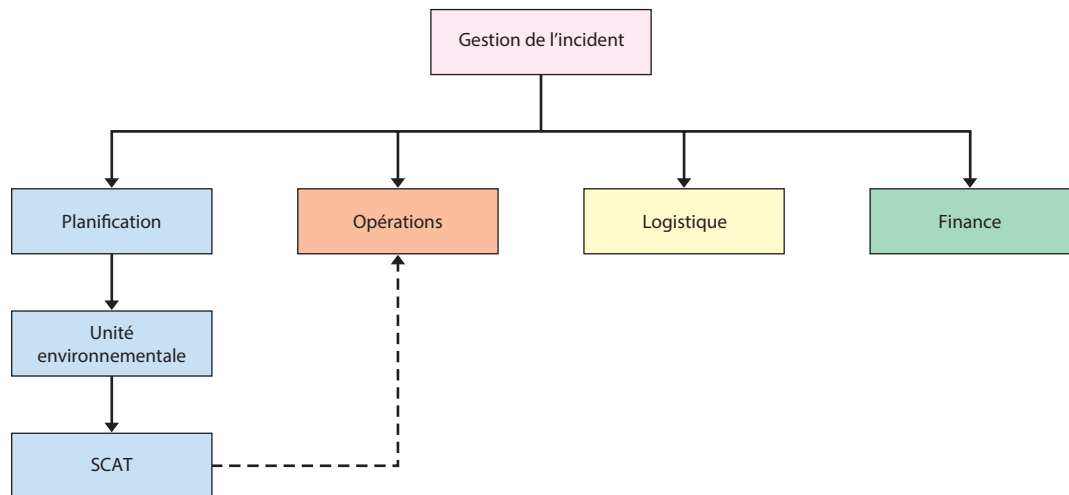 Gestion de l’incident
Planification
Opérations
Logistique
Finance
Unité
environnementale
SCAT